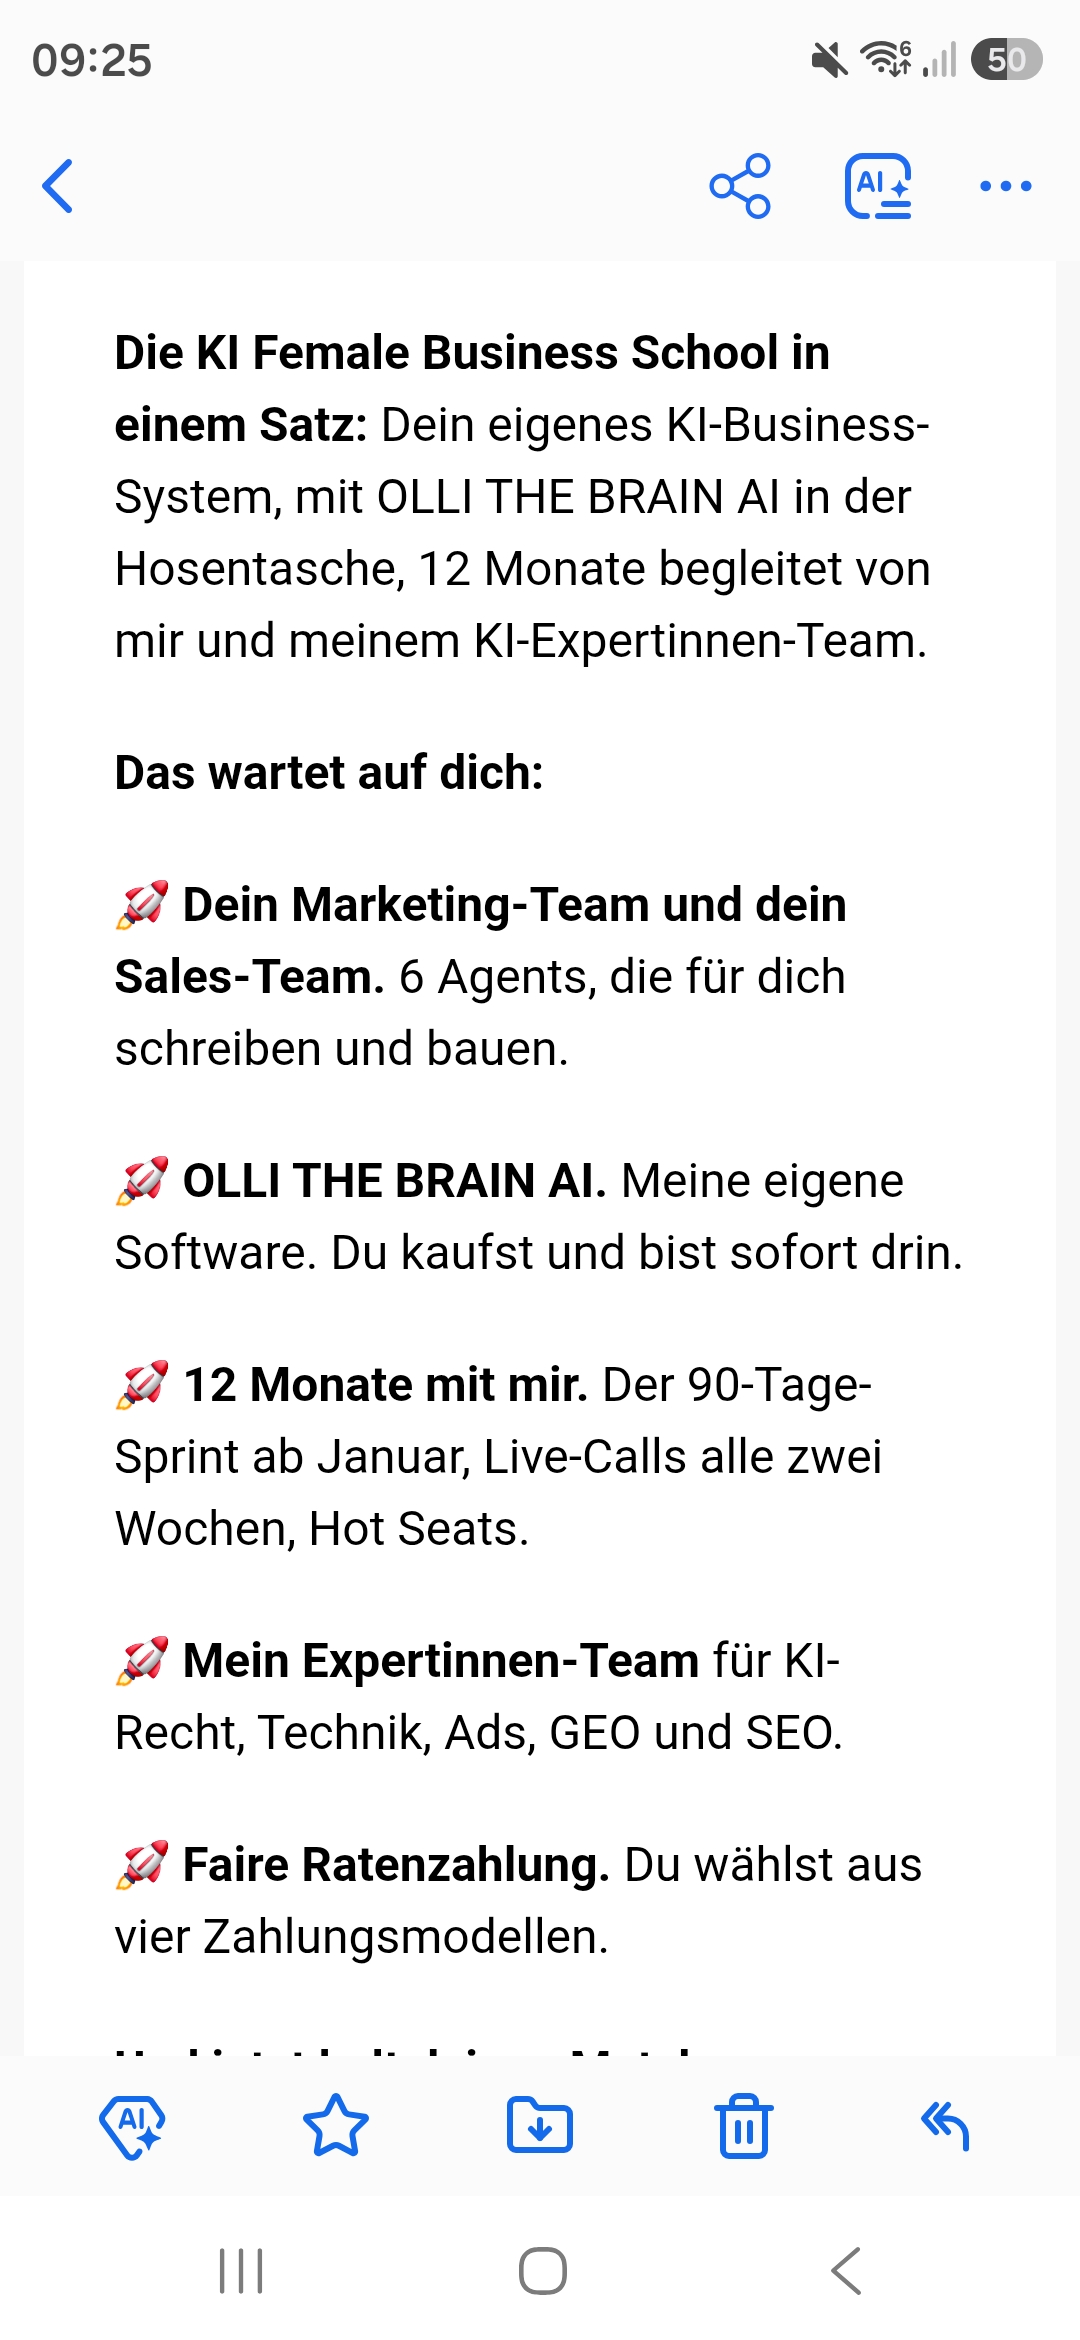 09:25
6
50
AI
Die KI Female Business School in
einem Satz: Dein eigenes KI-Business-
System, mit OLLI THE BRAIN AI in der
Hosentasche, 12 Monate begleitet von
mir und meinem KI-Expertinnen-Team.
Das wartet auf dich:
🚀 Dein Marketing-Team und dein
Sales-Team. 6 Agents, die für dich
schreiben und bauen.
🚀 OLLI THE BRAIN AI. Meine eigene
Software. Du kaufst und bist sofort drin.
🚀 12 Monate mit mir. Der 90-Tage-
Sprint ab Januar, Live-Calls alle zwei
Wochen, Hot Seats.
🚀 Mein Expertinnen-Team für KI-
Recht, Technik, Ads, GEO und SEO.
🚀 Faire Ratenzahlung. Du wählst aus
vier Zahlungsmodellen.
AI